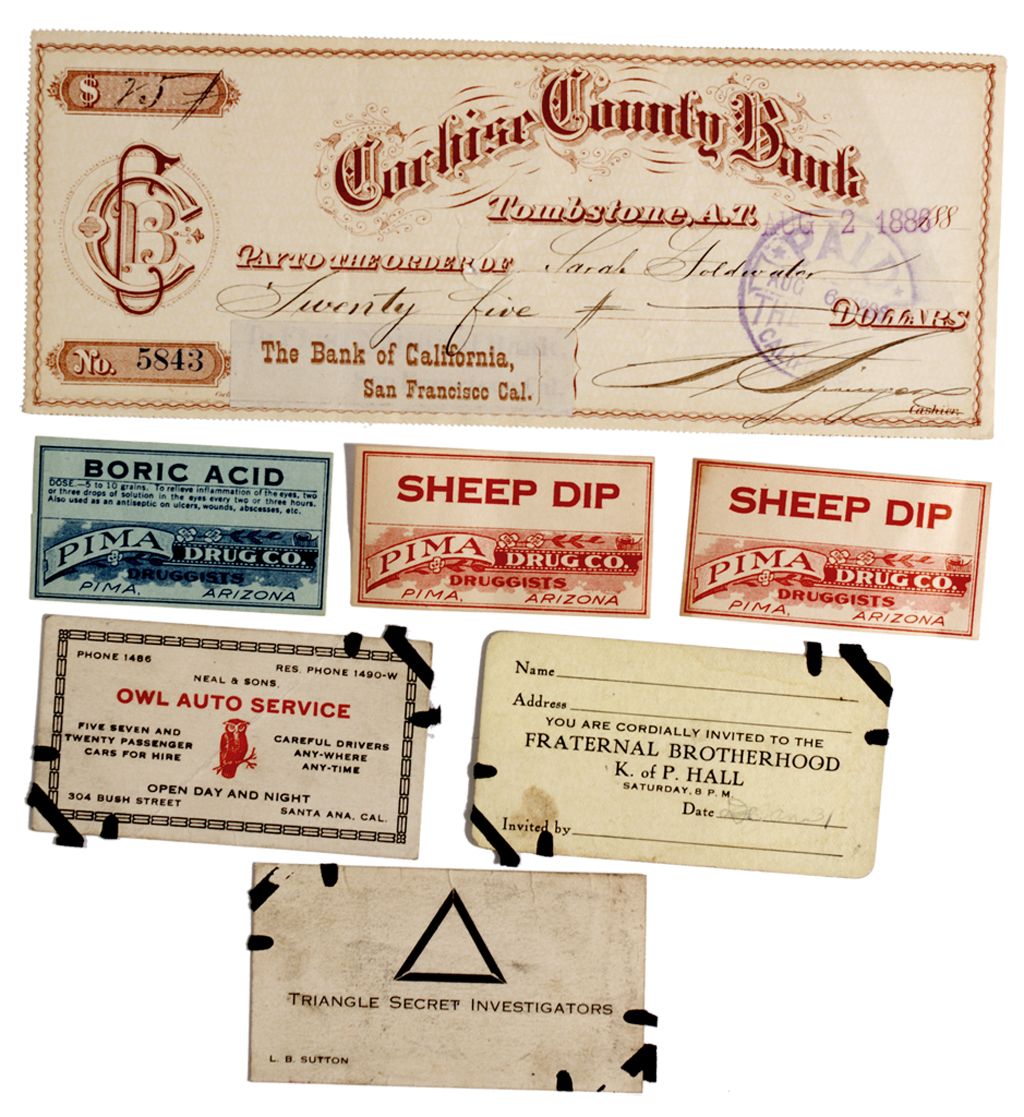 $ 25 #
Cochise County Bank
Tombstone, A.T. AUG 2 1886 188
PAY TO THE ORDER OF Sarah Goldwater
Twenty five # DOLLARS
PAID
AUG 6
THE
CALIF
CCB
No. 5843
The Bank of California,
San Francisco Cal.
Cashier.
BORIC ACID
DOSE.—5 to 10 grains. To relieve inflammation of the eyes, two
or three drops of solution in the eyes every two or three hours.
Also used as an antiseptic on ulcers, wounds, abscesses, etc.
PIMA DRUG CO.
DRUGGISTS
PIMA, ARIZONA
SHEEP DIP
PIMA DRUG CO.
DRUGGISTS
PIMA, ARIZONA
SHEEP DIP
PIMA DRUG CO.
DRUGGISTS
PIMA, ARIZONA
PHONE 1486 RES. PHONE 1490-W
NEAL & SONS.
OWL AUTO SERVICE
FIVE SEVEN AND
TWENTY PASSENGER
CARS FOR HIRE
CAREFUL DRIVERS
ANY-WHERE
ANY-TIME
OPEN DAY AND NIGHT
304 BUSH STREET SANTA ANA, CAL.
Name
Address
YOU ARE CORDIALLY INVITED TO THE
FRATERNAL BROTHERHOOD
K. of P. HALL
SATURDAY, 8 P. M.
Date
Invited by
TRIANGLE SECRET INVESTIGATORS
L. B. SUTTON